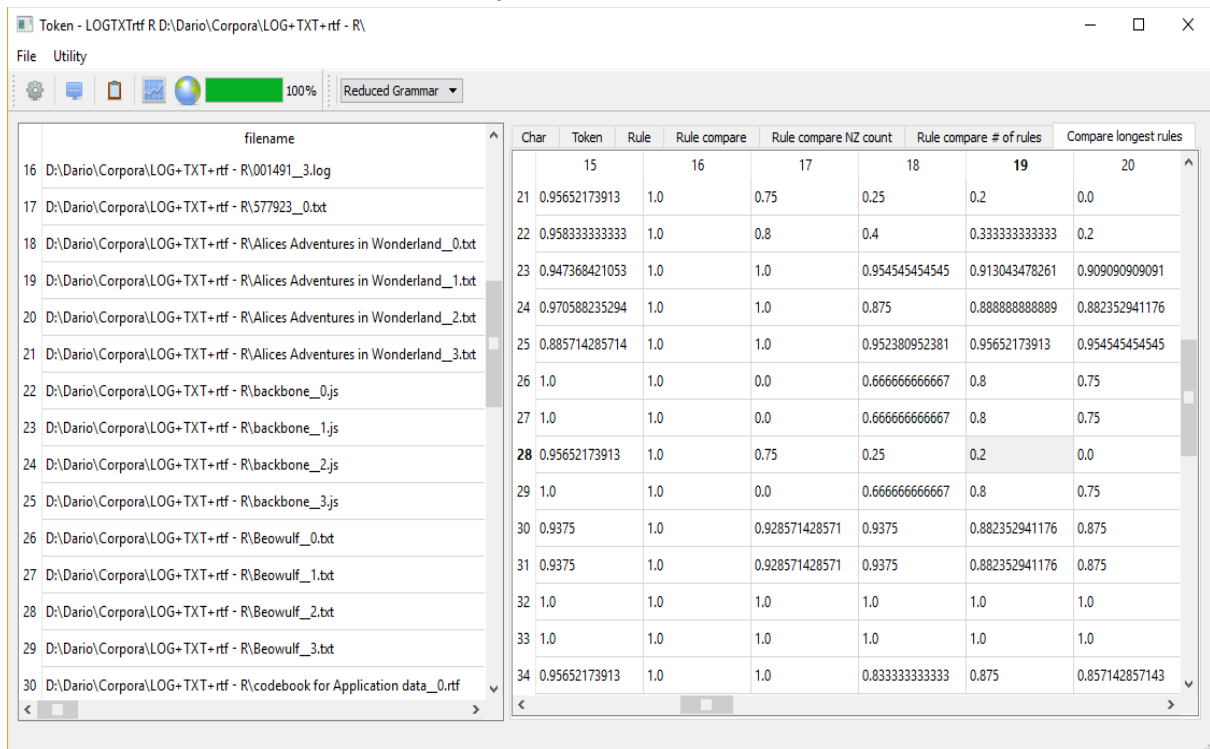 Token - LOGTXTrtf R D:\Dario\Corpora\LOG+TXT+rtf - R\
File Utility
100% Reduced Grammar
filename
16 D:\Dario\Corpora\LOG+TXT+rtf - R\001491__3.log
17 D:\Dario\Corpora\LOG+TXT+rtf - R\577923__0.txt
18 D:\Dario\Corpora\LOG+TXT+rtf - R\Alices Adventures in Wonderland__0.txt
19 D:\Dario\Corpora\LOG+TXT+rtf - R\Alices Adventures in Wonderland__1.txt
20 D:\Dario\Corpora\LOG+TXT+rtf - R\Alices Adventures in Wonderland__2.txt
21 D:\Dario\Corpora\LOG+TXT+rtf - R\Alices Adventures in Wonderland__3.txt
22 D:\Dario\Corpora\LOG+TXT+rtf - R\backbone__0.js
23 D:\Dario\Corpora\LOG+TXT+rtf - R\backbone__1.js
24 D:\Dario\Corpora\LOG+TXT+rtf - R\backbone__2.js
25 D:\Dario\Corpora\LOG+TXT+rtf - R\backbone__3.js
26 D:\Dario\Corpora\LOG+TXT+rtf - R\Beowulf__0.txt
27 D:\Dario\Corpora\LOG+TXT+rtf - R\Beowulf__1.txt
28 D:\Dario\Corpora\LOG+TXT+rtf - R\Beowulf__2.txt
29 D:\Dario\Corpora\LOG+TXT+rtf - R\Beowulf__3.txt
30 D:\Dario\Corpora\LOG+TXT+rtf - R\codebook for Application data__0.rtf
Char Token Rule Rule compare Rule compare NZ count Rule compare # of rules Compare longest rules
15 16 17 18 19 20
21 0.95652173913 1.0 0.75 0.25 0.2 0.0
22 0.958333333333 1.0 0.8 0.4 0.333333333333 0.2
23 0.947368421053 1.0 1.0 0.954545454545 0.913043478261 0.909090909091
24 0.970588235294 1.0 1.0 0.875 0.888888888889 0.882352941176
25 0.885714285714 1.0 1.0 0.952380952381 0.95652173913 0.954545454545
26 1.0 1.0 0.0 0.666666666667 0.8 0.75
27 1.0 1.0 0.0 0.666666666667 0.8 0.75
28 0.95652173913 1.0 0.75 0.25 0.2 0.0
29 1.0 1.0 0.0 0.666666666667 0.8 0.75
30 0.9375 1.0 0.928571428571 0.9375 0.882352941176 0.875
31 0.9375 1.0 0.928571428571 0.9375 0.882352941176 0.875
32 1.0 1.0 1.0 1.0 1.0 1.0
33 1.0 1.0 1.0 1.0 1.0 1.0
34 0.95652173913 1.0 1.0 0.833333333333 0.875 0.857142857143